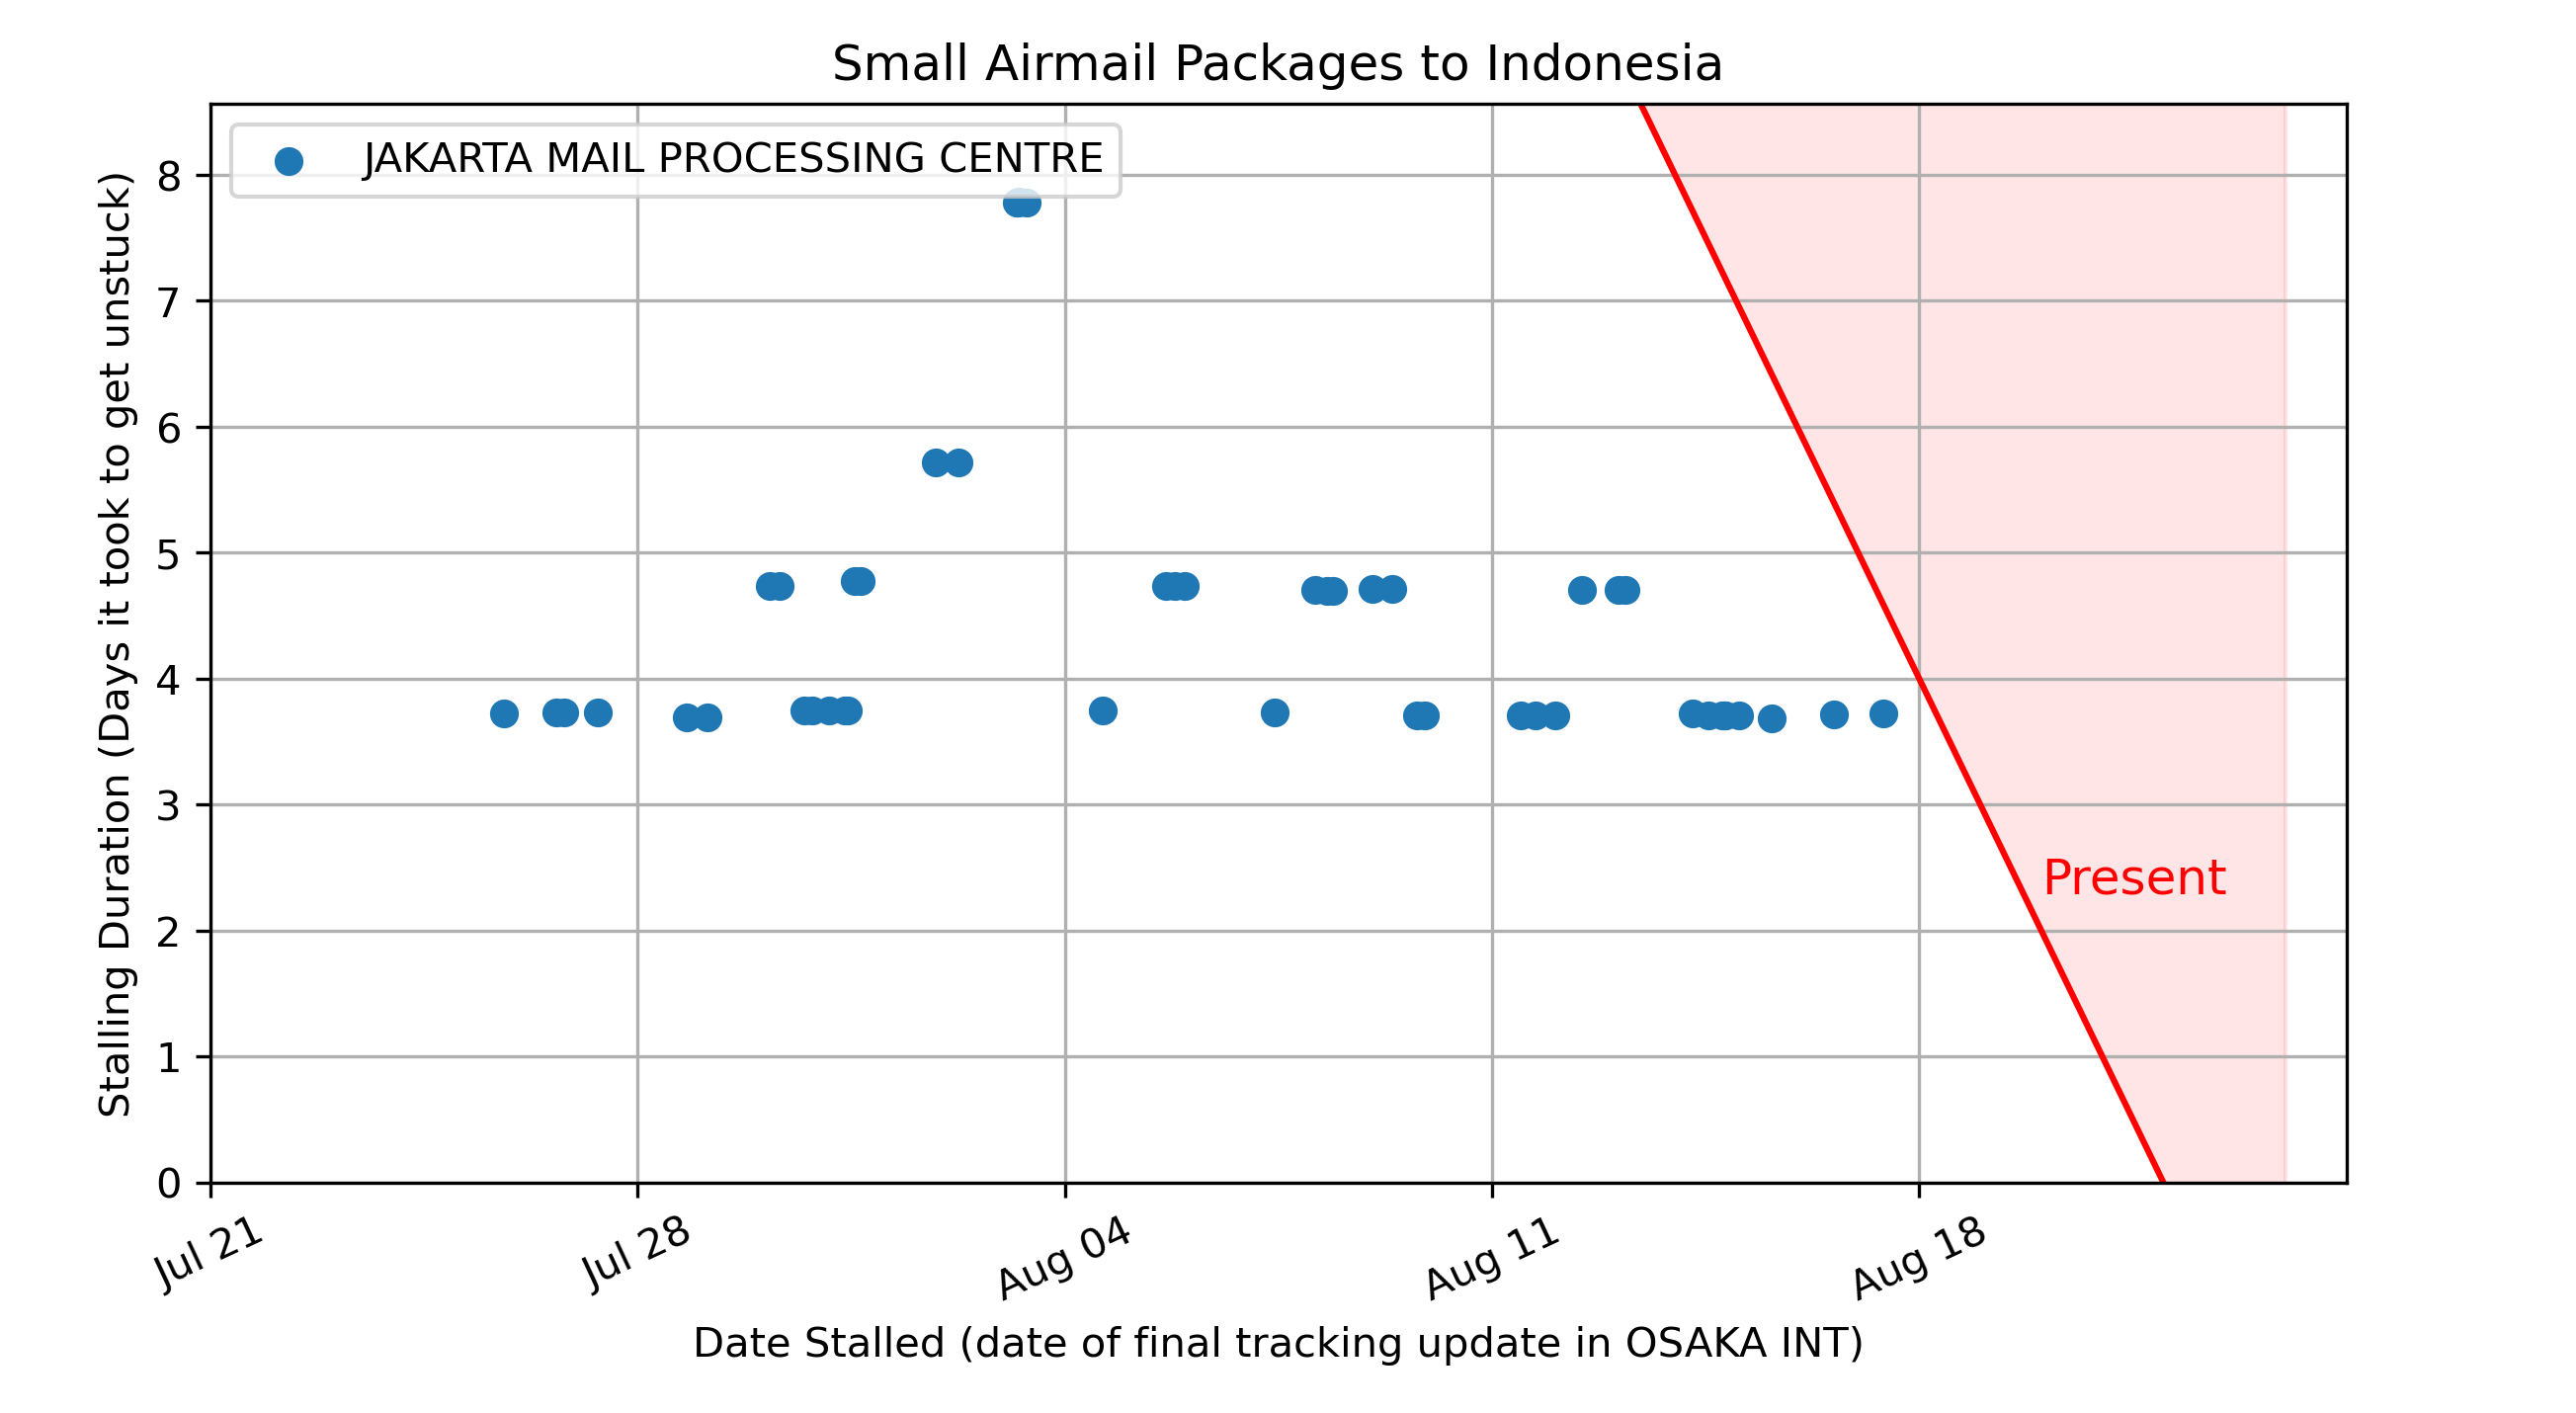 Small Airmail Packages to Indonesia
JAKARTA MAIL PROCESSING CENTRE
Stalling Duration (Days it took to get unstuck)
8
7
6
5
4
3
2
1
0
Present
Jul 21
Jul 28
Aug 04
Aug 11
Aug 18
Date Stalled (date of final tracking update in OSAKA INT)